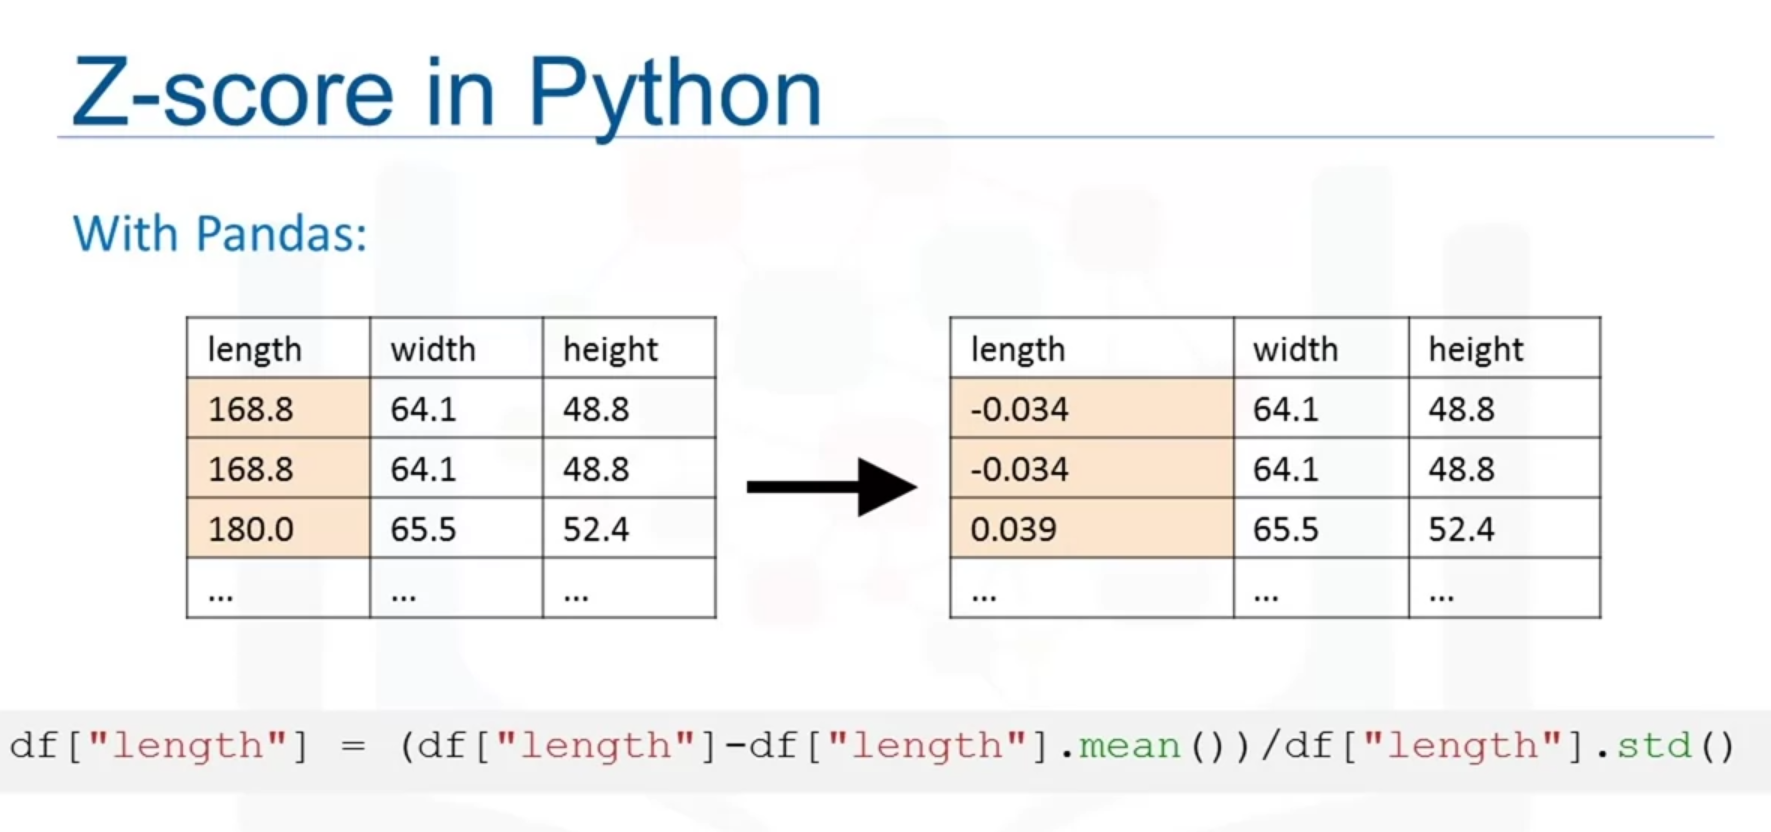 Z-score in Python
With Pandas:
length width height
168.8 64.1 48.8
168.8 64.1 48.8
180.0 65.5 52.4
... ... ...
length width height
-0.034 64.1 48.8
-0.034 64.1 48.8
0.039 65.5 52.4
... ... ...
df["length"] = (df["length"]-df["length"].mean())/df["length"].std()